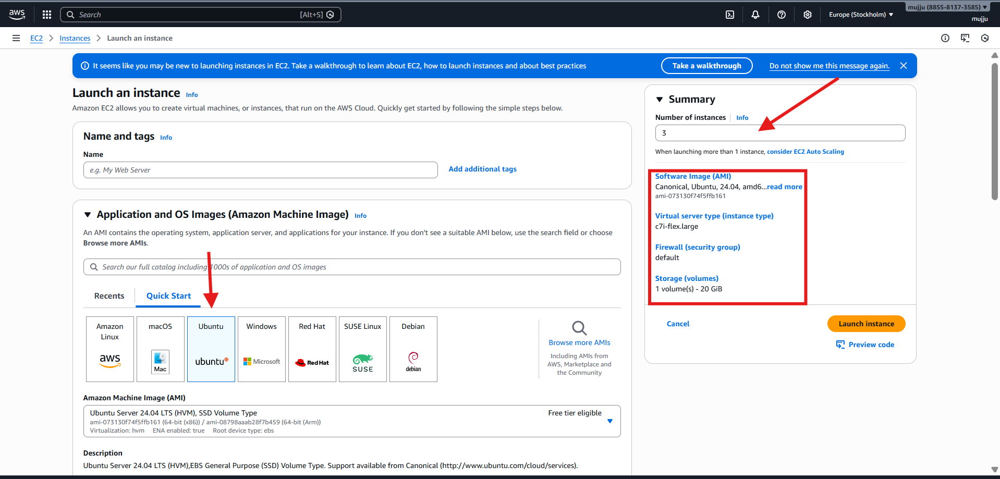 aws
Search
[Alt+S]
Europe (Stockholm)
mujju (8855-8137-3585)
mujju
EC2
Instances
Launch an instance
It seems like you may be new to launching instances in EC2. Take a walkthrough to learn about EC2, how to launch instances and about best practices
Take a walkthrough
Do not show me this message again.
Launch an instance Info
Amazon EC2 allows you to create virtual machines, or instances, that run on the AWS Cloud. Quickly get started by following the simple steps below.
Name and tags Info
Name
e.g. My Web Server
Add additional tags
Application and OS Images (Amazon Machine Image) Info
An AMI contains the operating system, application server, and applications for your instance. If you don't see a suitable AMI below, use the search field or choose
Browse more AMIs.
Search our full catalog including 1000s of application and OS images
Recents
Quick Start
Amazon
Linux
aws
macOS
Mac
Ubuntu
ubuntu
Windows
Microsoft
Red Hat
Red Hat
SUSE Linux
SUSE
Debian
debian
Browse more AMIs
Including AMIs from
AWS, Marketplace and
the Community
Amazon Machine Image (AMI)
Ubuntu Server 24.04 LTS (HVM), SSD Volume Type
Free tier eligible
ami-073130f74f5ffb161 (64-bit (x86)) / ami-08798aaab28f7b459 (64-bit (Arm))
Virtualization: hvm ENA enabled: true Root device type: ebs
Description
Ubuntu Server 24.04 LTS (HVM),EBS General Purpose (SSD) Volume Type. Support available from Canonical (http://www.ubuntu.com/cloud/services).
Summary
Number of instances Info
3
When launching more than 1 instance, consider EC2 Auto Scaling
Software Image (AMI)
Canonical, Ubuntu, 24.04, amd6...read more
ami-073130f74f5ffb161
Virtual server type (instance type)
c7i-flex.large
Firewall (security group)
default
Storage (volumes)
1 volume(s) - 20 GiB
Cancel
Launch instance
Preview code